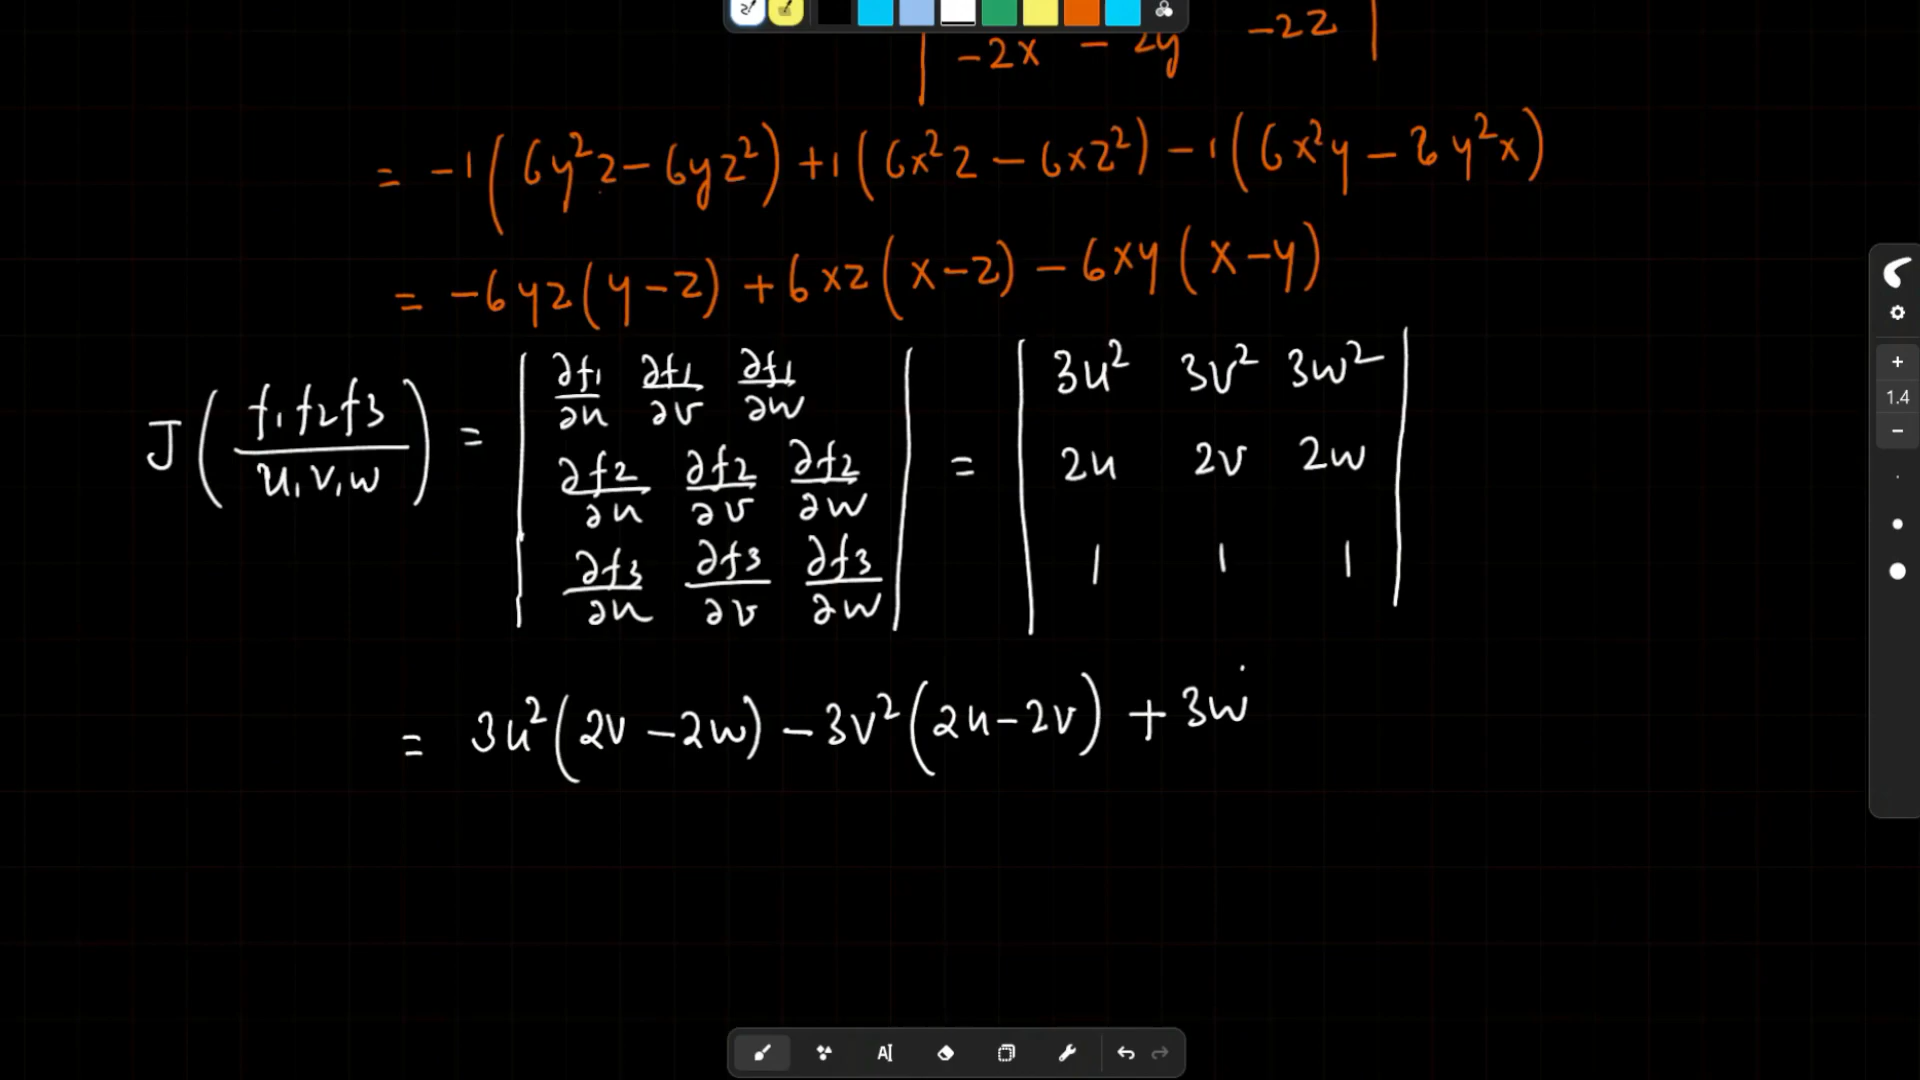 -2x - 2y -2z
= -1(6y²z - 6yz²) + 1(6x²z - 6xz²) - 1(6x²y - 6y²x)
= -6yz(y-z) + 6xz(x-z) - 6xy(x-y)
J(f₁f₂f₃/u,v,w) = | ∂f₁/∂u ∂f₁/∂v ∂f₁/∂w | = | 3u² 3v² 3w² |
| ∂f2/∂u ∂f2/∂v ∂f2/∂w | | 2u 2v 2w |
| ∂f3/∂u ∂f3/∂v ∂f3/∂w | | 1 1 1 |
= 3u²(2v - 2w) - 3v²(2u - 2v) + 3w
+
1.4
-
AI